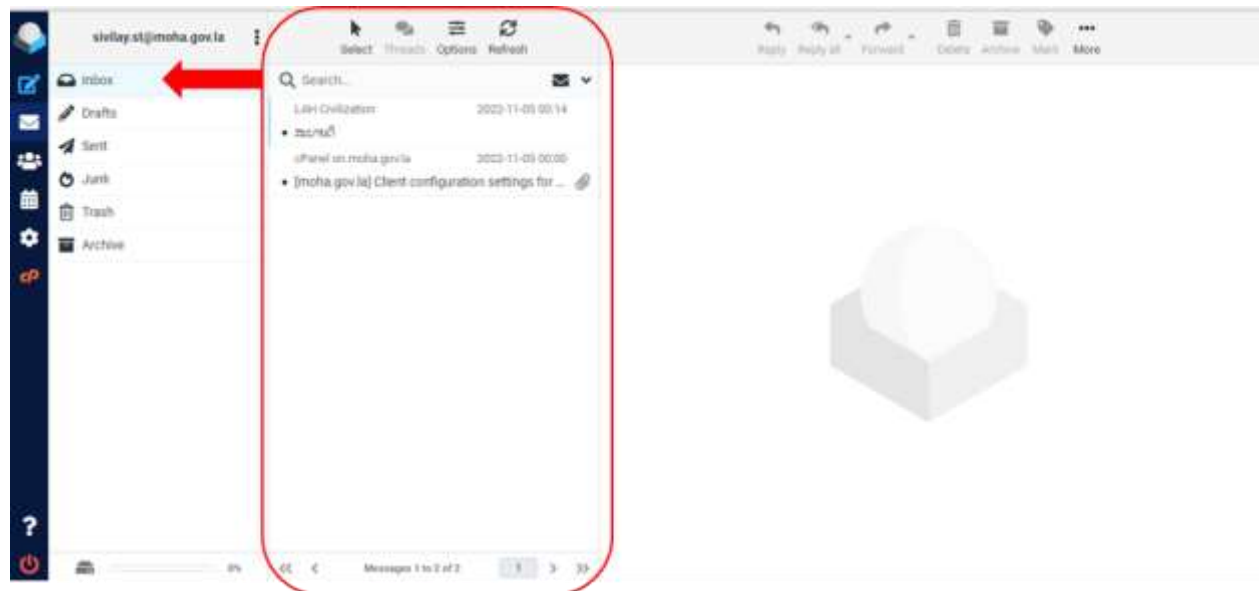 sivilay.st@moha.gov.la
Select Threads Options Refresh
Reply Reply all Forward Delete Archive Mark More
Inbox
Drafts
Sent
Junk
Trash
Archive
Search...
LAH Civilization 2022-11-05 00:14
cPanel on moha.gov.la 2022-11-05 00:00
[moha.gov.la] Client configuration settings for ...
0%
Messages 1 to 2 of 2
1